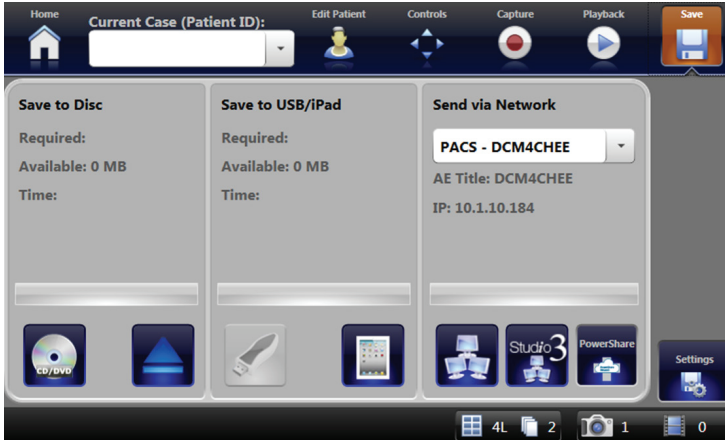 Home
Current Case (Patient ID):
Edit Patient
Controls
Capture
Playback
Save
Save to Disc
Required:
Available: 0 MB
Time:
Save to USB/iPad
Required:
Available: 0 MB
Time:
Send via Network
PACS - DCM4CHEE
AE Title: DCM4CHEE
IP: 10.1.10.184
CD/DVD
Studio3
PowerShare
Settings
4L
2
1
0